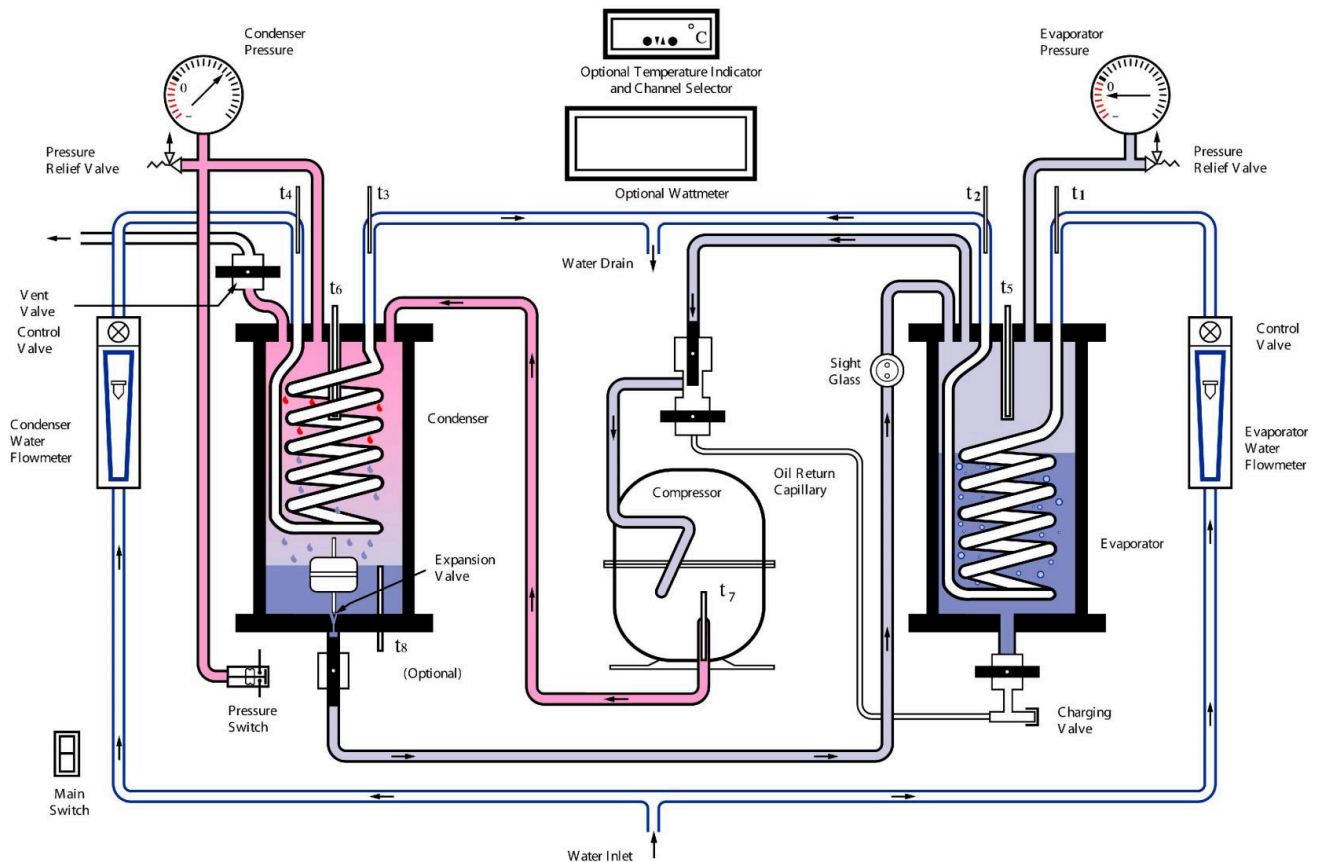 Condenser
Pressure
0
–
°C
Optional Temperature Indicator
and Channel Selector
Optional Wattmeter
Evaporator
Pressure
0
–
Pressure
Relief Valve
Pressure
Relief Valve
t4
t3
t2
t1
Water Drain
Vent
Valve
t6
t5
Control
Valve
Control
Valve
Sight
Glass
Condenser
Condenser
Water
Flowmeter
Evaporator
Water
Flowmeter
Oil Return
Capillary
Compressor
Expansion
Valve
Evaporator
t7
t8
(Optional)
Pressure
Switch
Charging
Valve
Main
Switch
Water Inlet